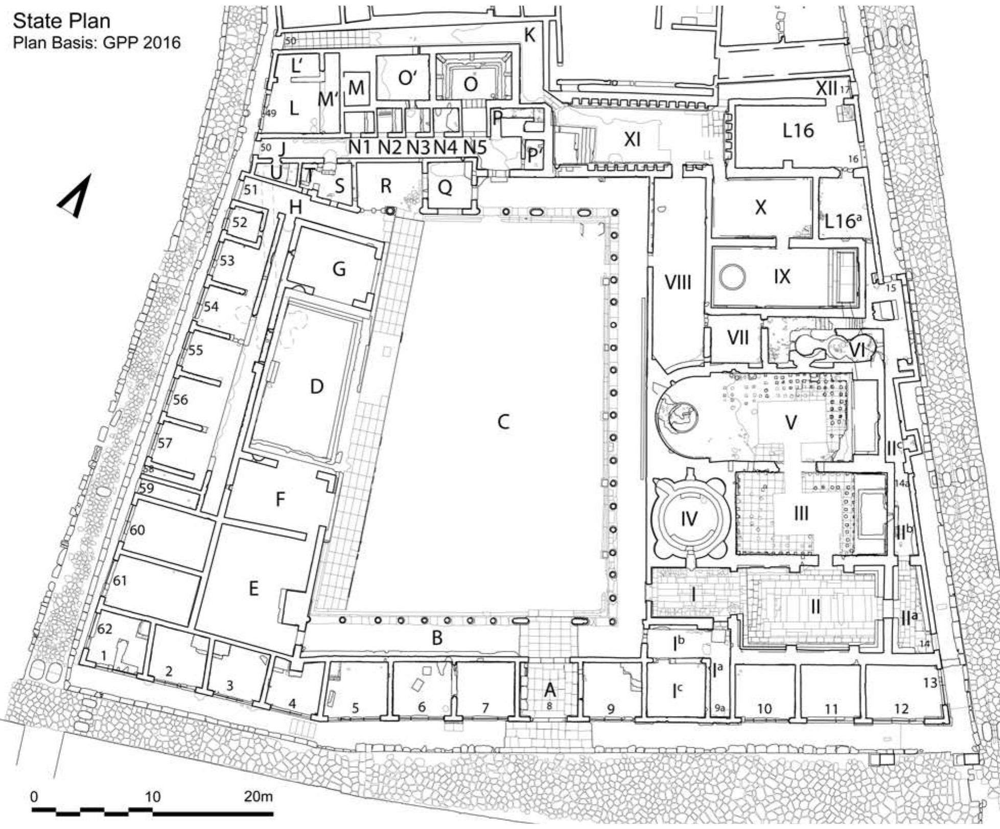 State Plan
Plan Basis: GPP 2016
50 K
L‘ M O‘ O
XII 17
L M‘
49 P
XI L16
50 J N1 N2 N3 N4 N5 P‘
16
U T S R Q
51 H X L16a
52
53 G VIII IX
15
54
55 VII VI
D
56 C V
57 IIc
58
59 F 14a
60 IV III IIb
61 E I II IIa
62 B Ib 14
1 2 3 4 5 6 7 A 8 9 Ic Ia 9a 10 11 12 13
0 10 20m